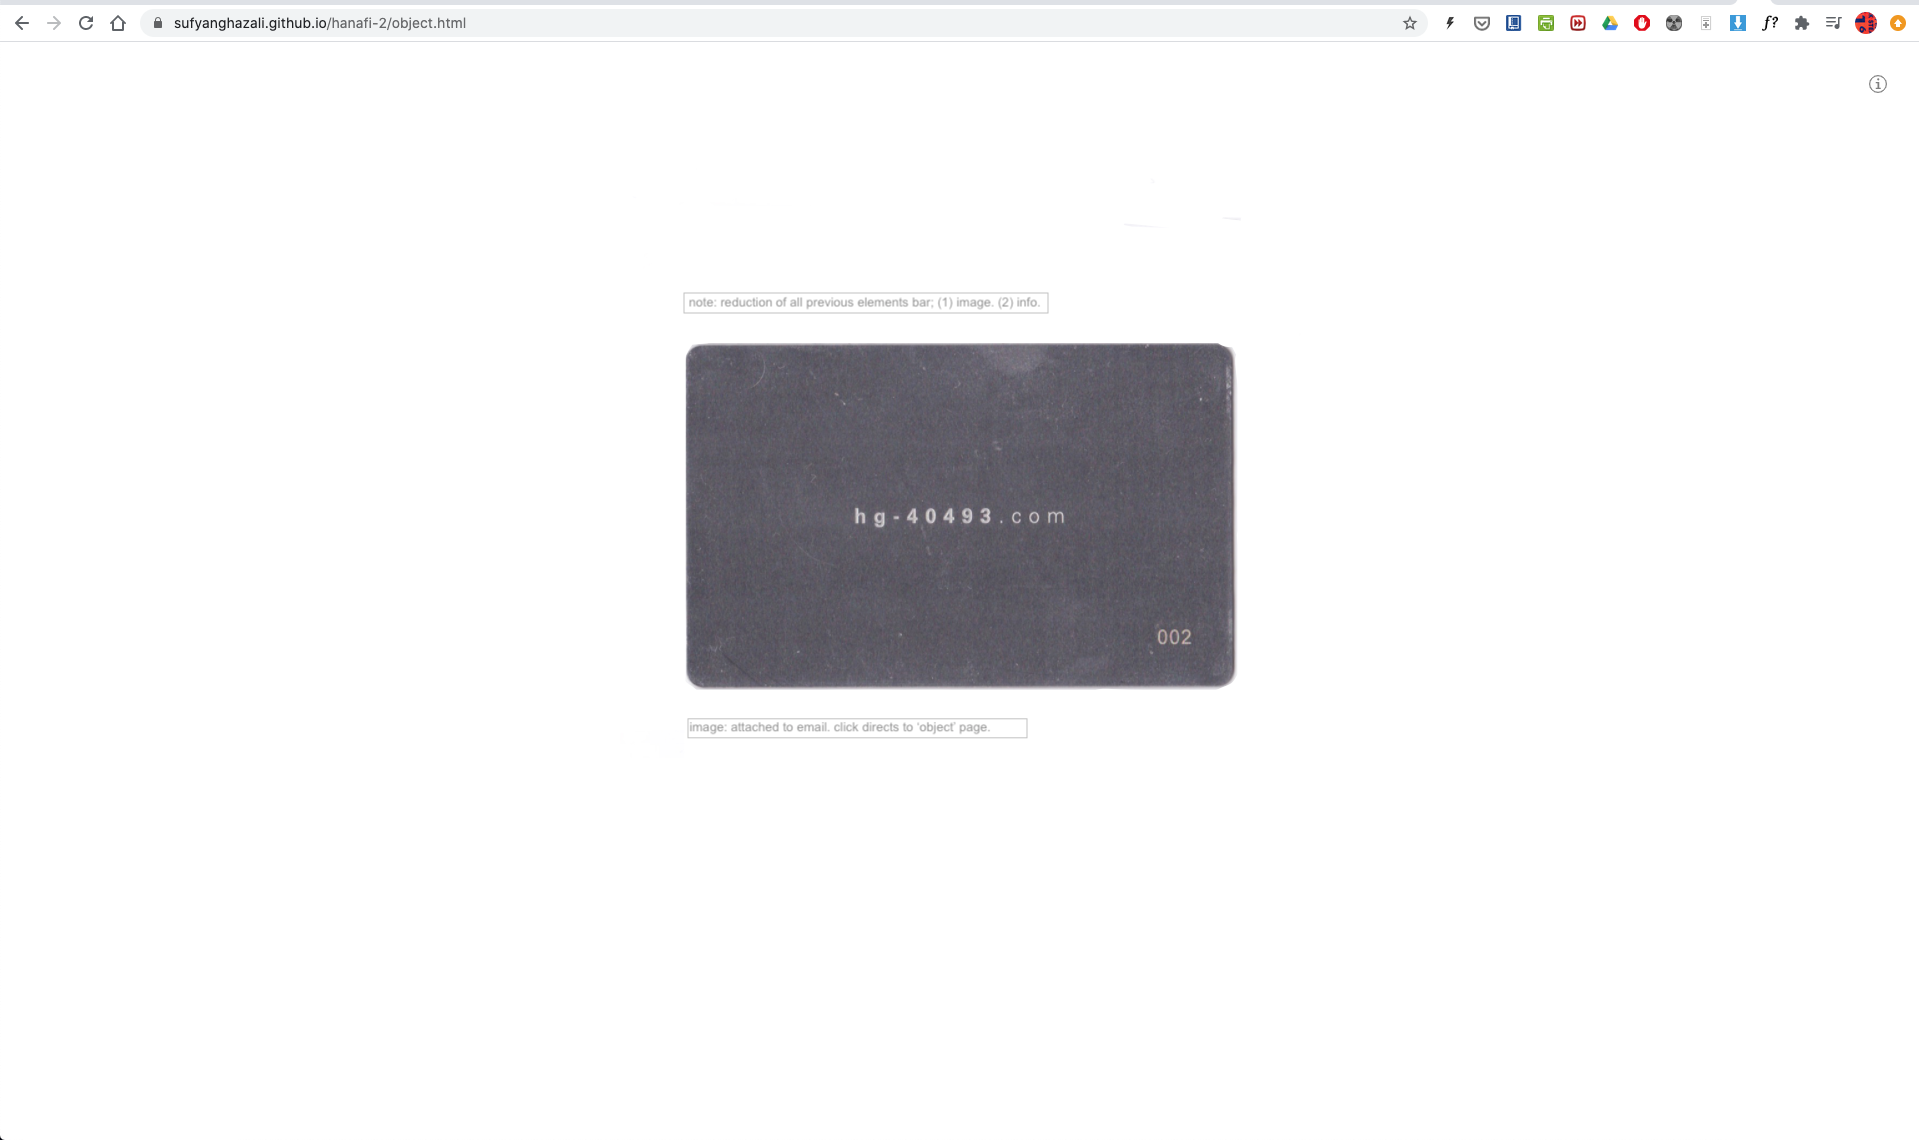 sufyanghazali.github.io/hanafi-2/object.html
note: reduction of all previous elements bar; (1) image. (2) info.
hg-40493.com
002
image: attached to email. click directs to 'object' page.